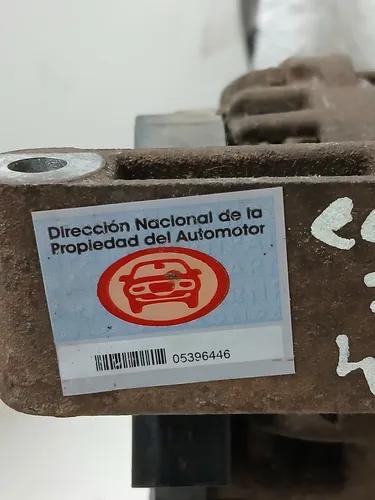 Dirección Nacional de la
Propiedad del Automotor
05396446